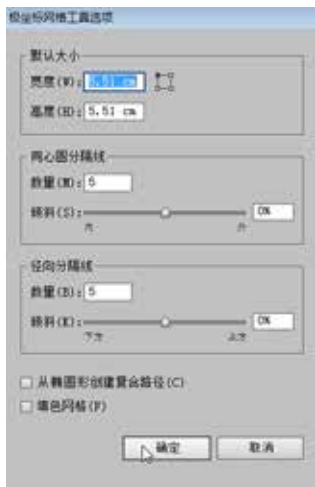 极坐标网格工具选项
默认大小
宽度(W): 5.51 cm
高度(H): 5.51 cm
同心圆分隔线
数量(M): 5
倾斜(S): 0%
内 外
径向分隔线
数量(B): 5
倾斜(K): 0%
下方 上方
从椭圆形创建复合路径(C)
填色网格(F)
确定 取消